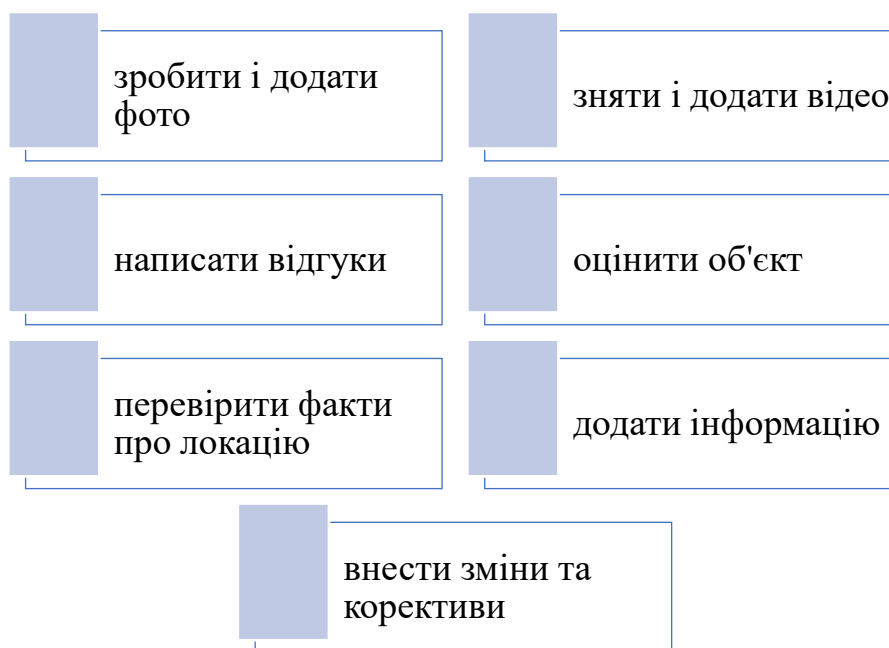 зробити і додати
фото
зняти і додати відео
написати відгуки
оцінити об'єкт
перевірити факти
про локацію
додати інформацію
внести зміни та
корективи